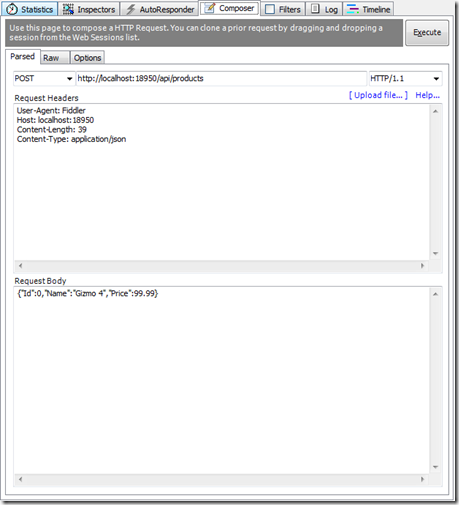 Statistics Inspectors AutoResponder Composer Filters Log Timeline
Use this page to compose a HTTP Request. You can clone a prior request by dragging and dropping a
session from the Web Sessions list.
Execute
Parsed Raw Options
POST http://localhost:18950/api/products HTTP/1.1
Request Headers [ Upload file... ] Help...
User-Agent: Fiddler
Host: localhost:18950
Content-Length: 39
Content-Type: application/json
Request Body
{"Id":0,"Name":"Gizmo 4","Price":99.99}